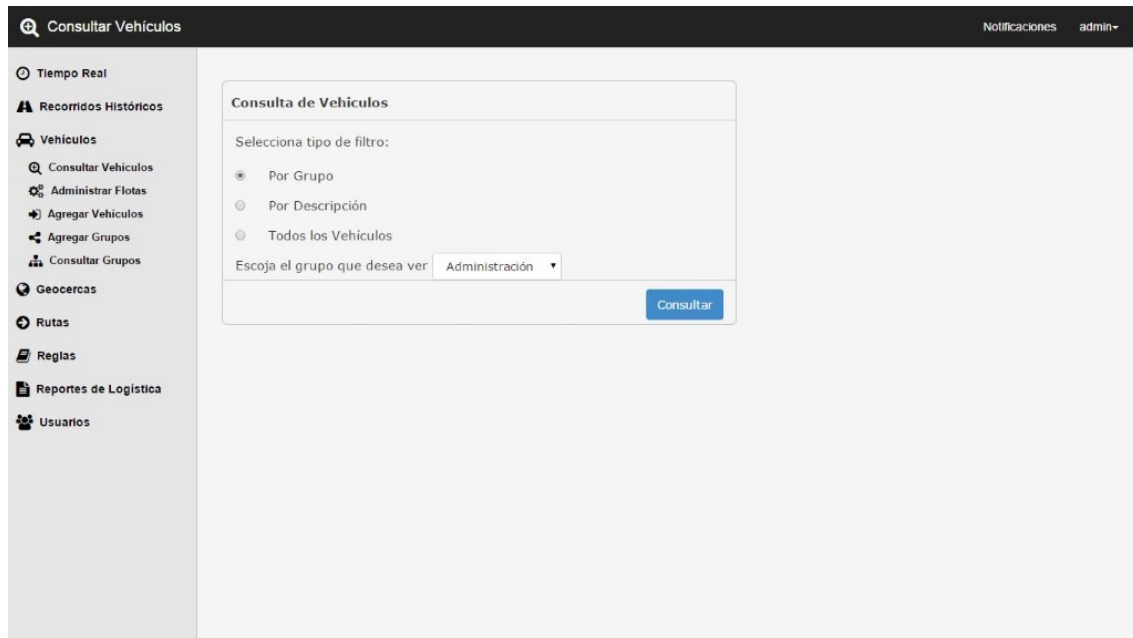 Consultar Vehículos
Notificaciones admin
Tiempo Real
Recorridos Históricos
Vehículos
Consultar Vehículos
Administrar Flotas
Agregar Vehículos
Agregar Grupos
Consultar Grupos
Geocercas
Rutas
Reglas
Reportes de Logística
Usuarios
Consulta de Vehiculos
Selecciona tipo de filtro:
Por Grupo
Por Descripción
Todos los Vehículos
Escoja el grupo que desea ver Administración
Consultar